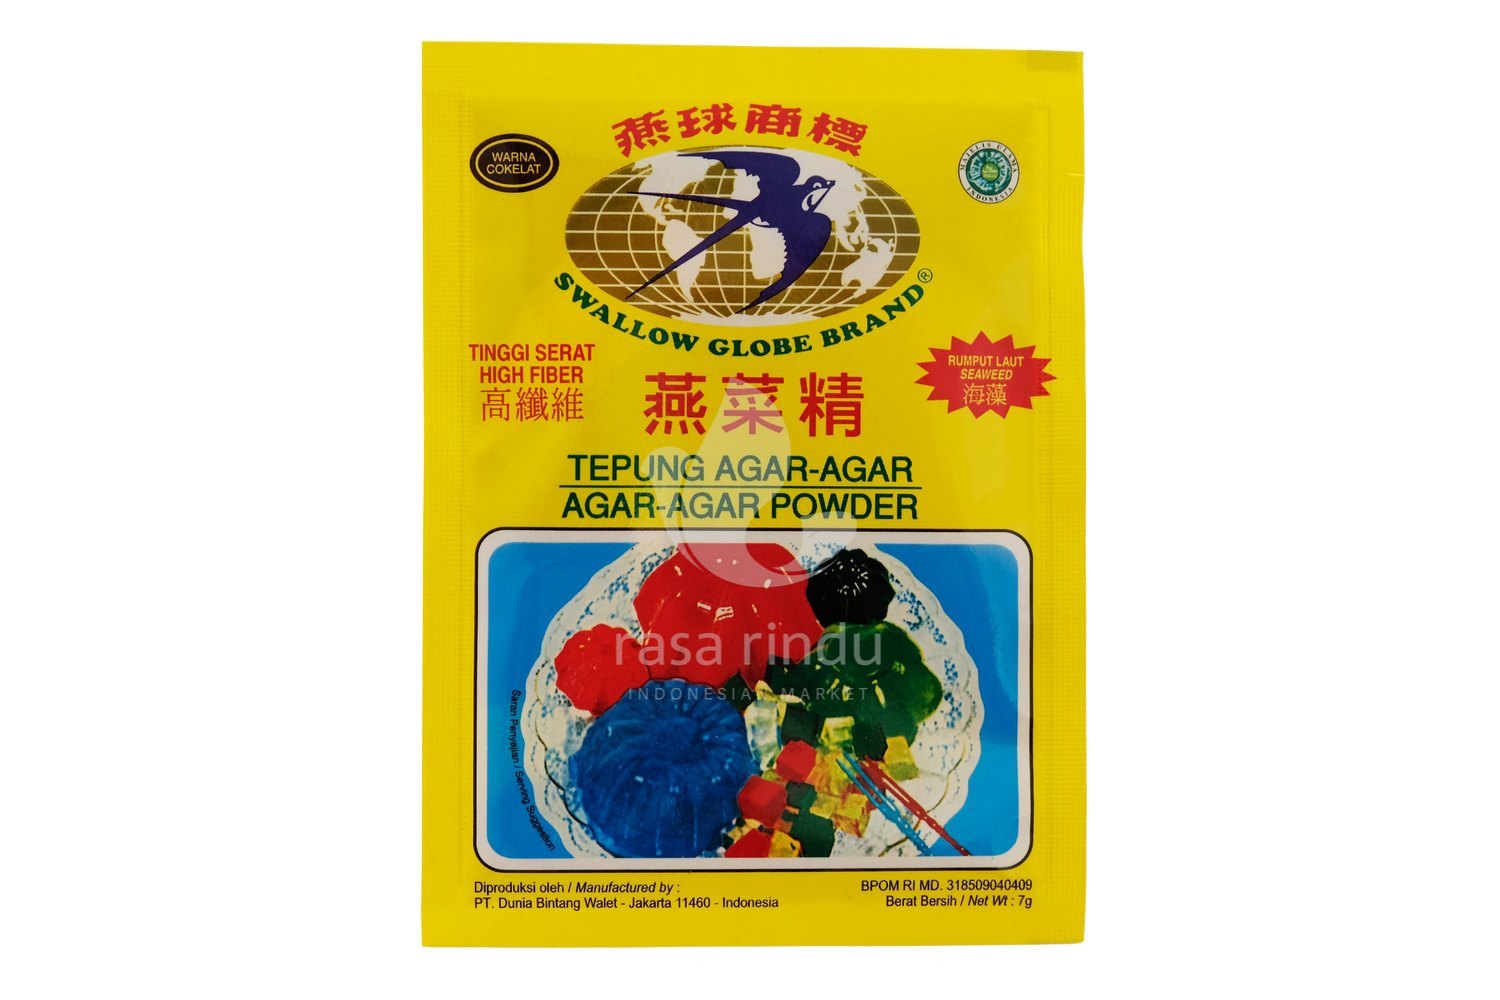 燕球商標
WARNA
COKELAT
MAJELIS ULAMA
INDONESIA
SWALLOW GLOBE BRAND®
TINGGI SERAT
HIGH FIBER
高纖維
RUMPUT LAUT
SEAWEED
海藻
燕菜精
TEPUNG AGAR-AGAR
AGAR-AGAR POWDER
rasa rindu
INDONESIAN MARKET
Saran Penyajian / Serving Suggestion
Diproduksi oleh / Manufactured by :
PT. Dunia Bintang Walet - Jakarta 11460 - Indonesia
BPOM RI MD. 318509040409
Berat Bersih / Net Wt : 7g